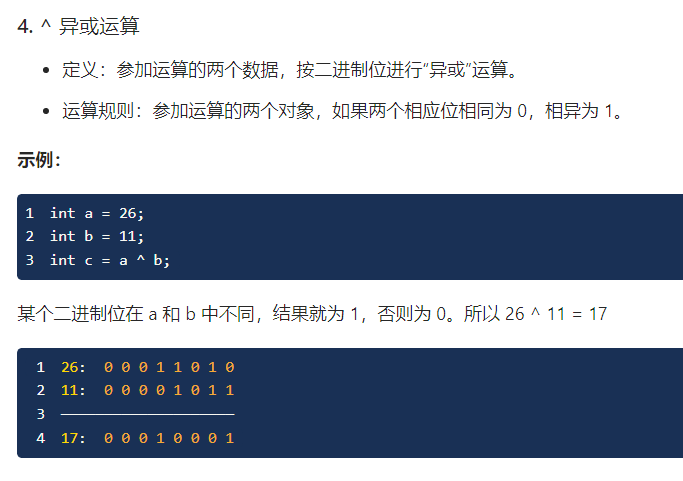 4. ^ 异或运算
• 定义：参加运算的两个数据，按二进制位进行“异或”运算。
• 运算规则：参加运算的两个对象，如果两个相应位相同为 0，相异为 1。
示例：
1 int a = 26;
2 int b = 11;
3 int c = a ^ b;
某个二进制位在 a 和 b 中不同，结果就为 1，否则为 0。所以 26 ^ 11 = 17
1 26: 0 0 0 1 1 0 1 0
2 11: 0 0 0 0 1 0 1 1
3 ————————————————————
4 17: 0 0 0 1 0 0 0 1